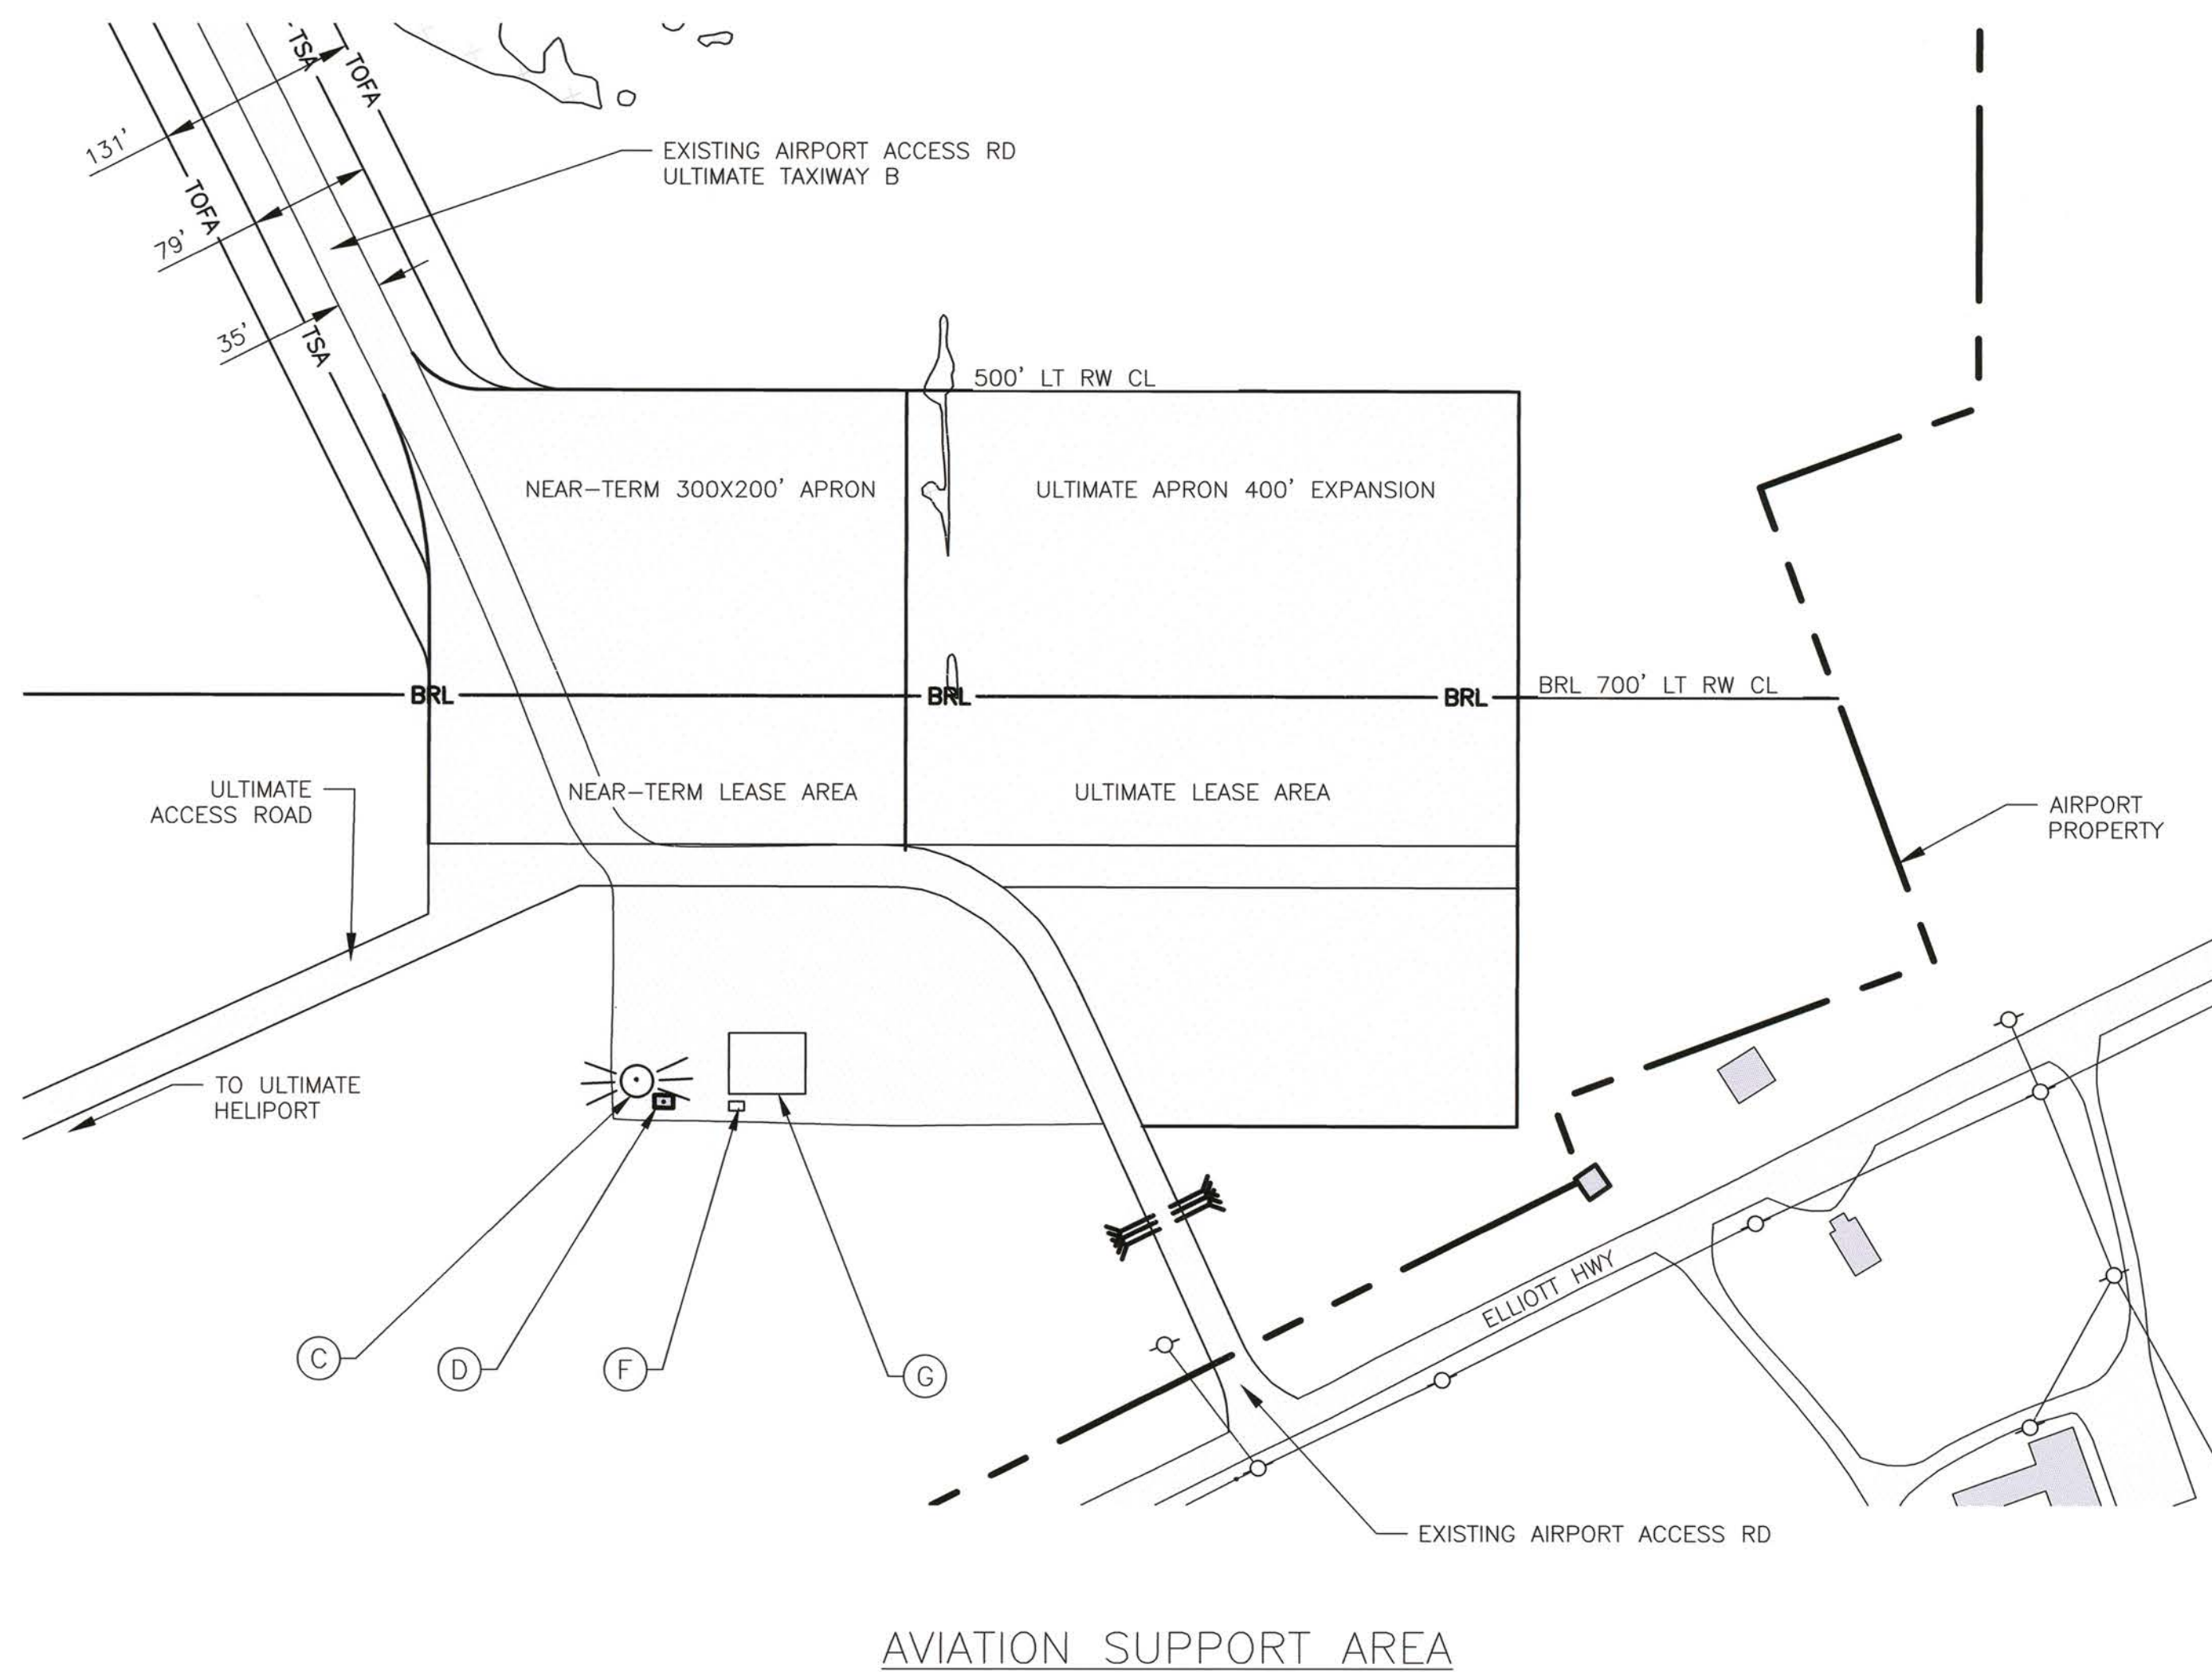 TSA
TOFA
131'
EXISTING AIRPORT ACCESS RD
ULTIMATE TAXIWAY B
TOFA
79'
35'
TSA
500' LT RW CL
NEAR-TERM 300X200' APRON
ULTIMATE APRON 400' EXPANSION
BRL
BRL
BRL
BRL 700' LT RW CL
ULTIMATE
ACCESS ROAD
NEAR-TERM LEASE AREA
ULTIMATE LEASE AREA
AIRPORT
PROPERTY
TO ULTIMATE
HELIPORT
ELLIOTT HWY
C
D
F
G
EXISTING AIRPORT ACCESS RD
AVIATION SUPPORT AREA